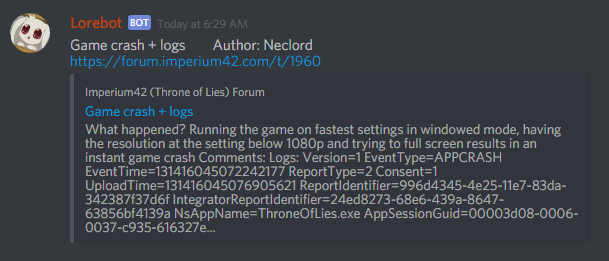 Lorebot BOT Today at 6:29 AM
Game crash + logs Author: Neclord
https://forum.imperium42.com/t/1960
Imperium42 (Throne of Lies) Forum
Game crash + logs
What happened? Running the game on fastest settings in windowed mode, having
the resolution at the setting below 1080p and trying to full screen results in an
instant game crash Comments: Logs: Version=1 EventType=APPCRASH
EventTime=131416045072242177 ReportType=2 Consent=1
UploadTime=131416045076905621 ReportIdentifier=996d4345-4e25-11e7-83da-
342387f37d6f IntegratorReportIdentifier=24ed8273-68e6-439a-8647-
63856bf4139a NsAppName=ThroneOfLies.exe AppSessionGuid=00003d08-0006-
0037-c935-616327e...